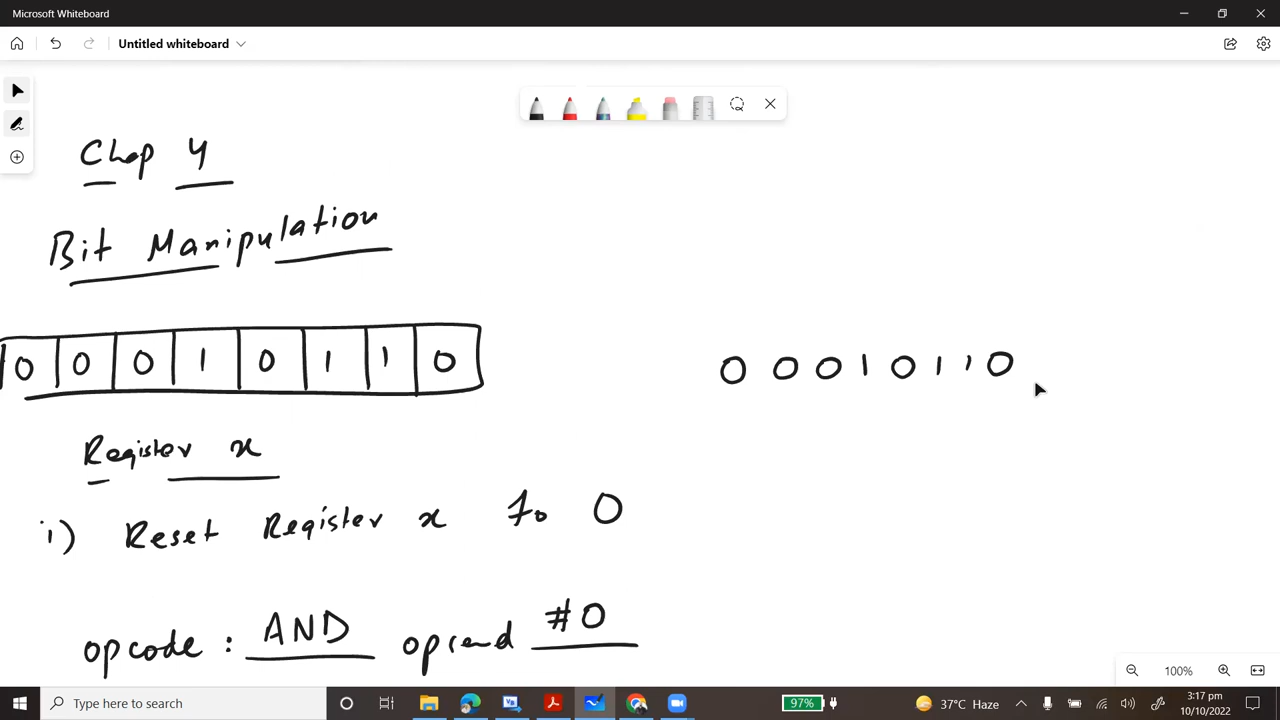 Microsoft Whiteboard
Untitled whiteboard
Chap 4
Bit Manipulation
0 0 0 1 0 1 1 0
0 0 0 1 0 1 1 0
Register x
i) Reset Register x to 0
opcode: AND operand #0
100%
Type here to search
97%
37°C Haze
3:17 pm
10/10/2022